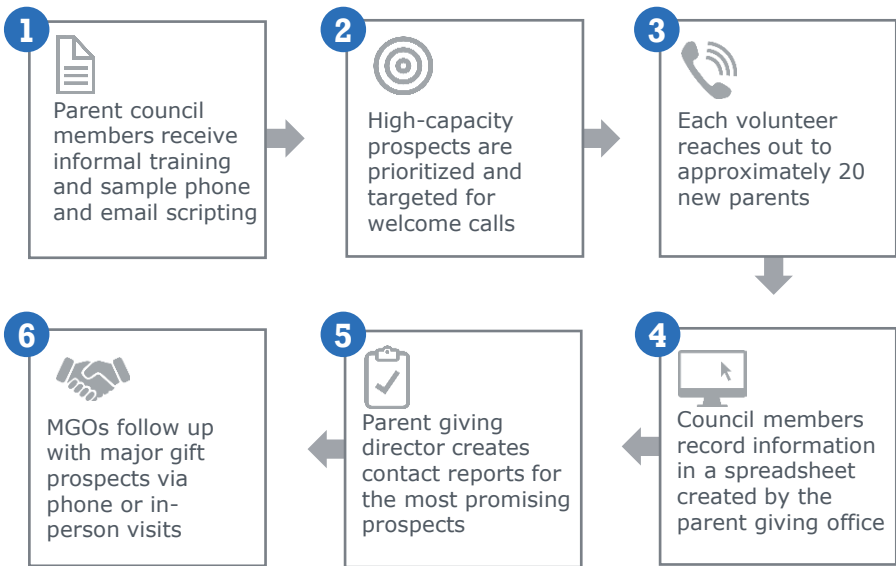 1
Parent council
members receive
informal training
and sample phone
and email scripting
2
High-capacity
prospects are
prioritized and
targeted for
welcome calls
3
Each volunteer
reaches out to
approximately 20
new parents
4
Council members
record information
in a spreadsheet
created by the
parent giving office
5
Parent giving
director creates
contact reports for
the most promising
prospects
6
MGOs follow up
with major gift
prospects via
phone or in-
person visits